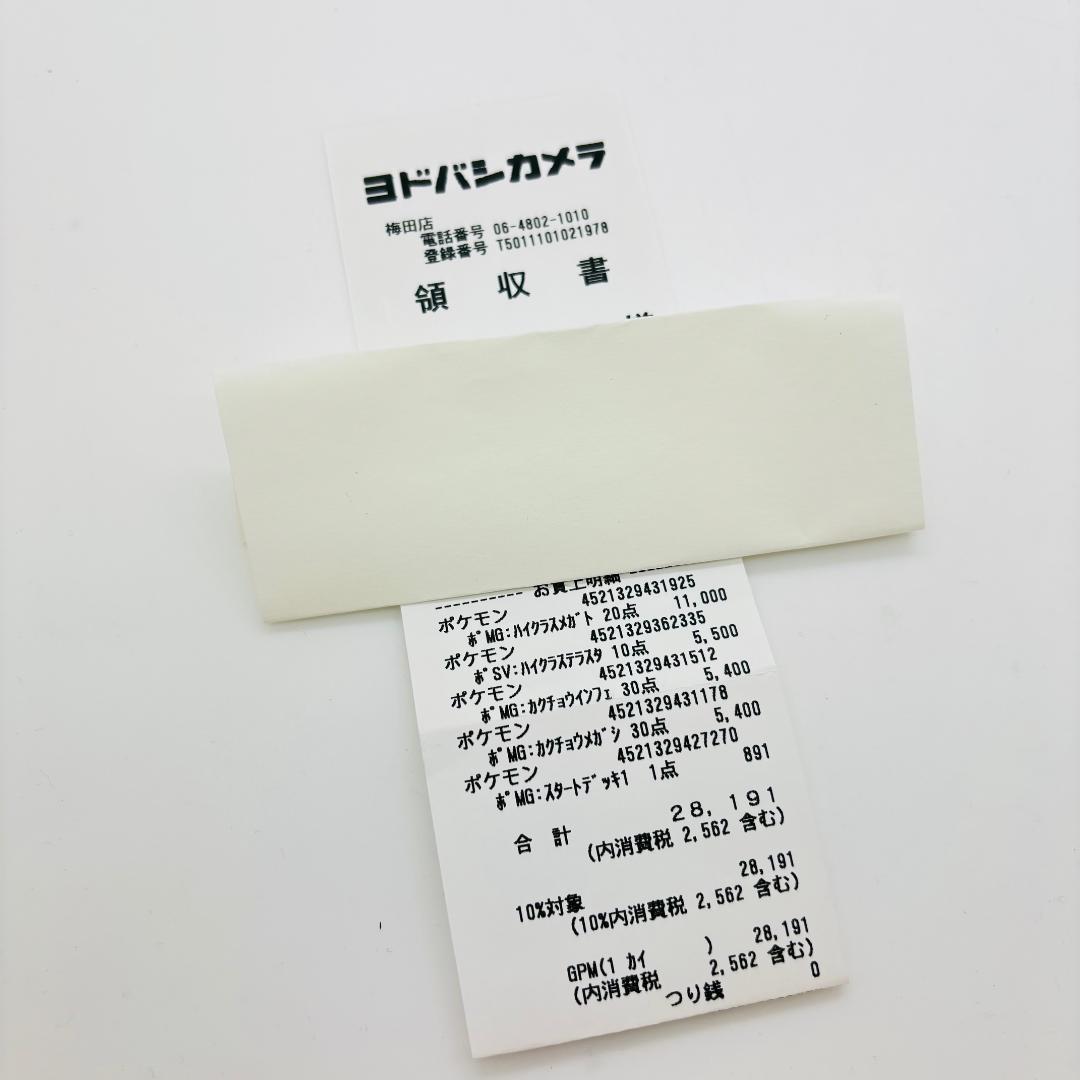 ヨドバシカメラ
梅田店
電話番号 06-4802-1010
登録番号 T5011101021978
領 収 書
---------- お買上明細 ----------
ポケモン 4521329431925
ﾎﾟMG:ﾊｲｸﾗｽﾒｶﾞﾄ 20点 11,000
ポケモン 4521329362335
ﾎﾟSV:ﾊｲｸﾗｽﾃﾗｽﾀ 10点 5,500
ポケモン 4521329431512
ﾎﾟMG:ｶｸﾁｮｳｲﾝﾌｪ 30点 5,400
ポケモン 4521329431178
ﾎﾟMG:ｶｸﾁｮｳﾒｶﾞｼ 30点 5,400
ポケモン 4521329427270
ﾎﾟMG:ｽﾀｰﾄﾃﾞｯｷ1 1点 891
合 計 28,191
(内消費税 2,562 含む)
10%対象 28,191
(10%内消費税 2,562 含む)
GPM(1 ｶｲ ) 28,191
(内消費税 2,562 含む)
つり銭 0